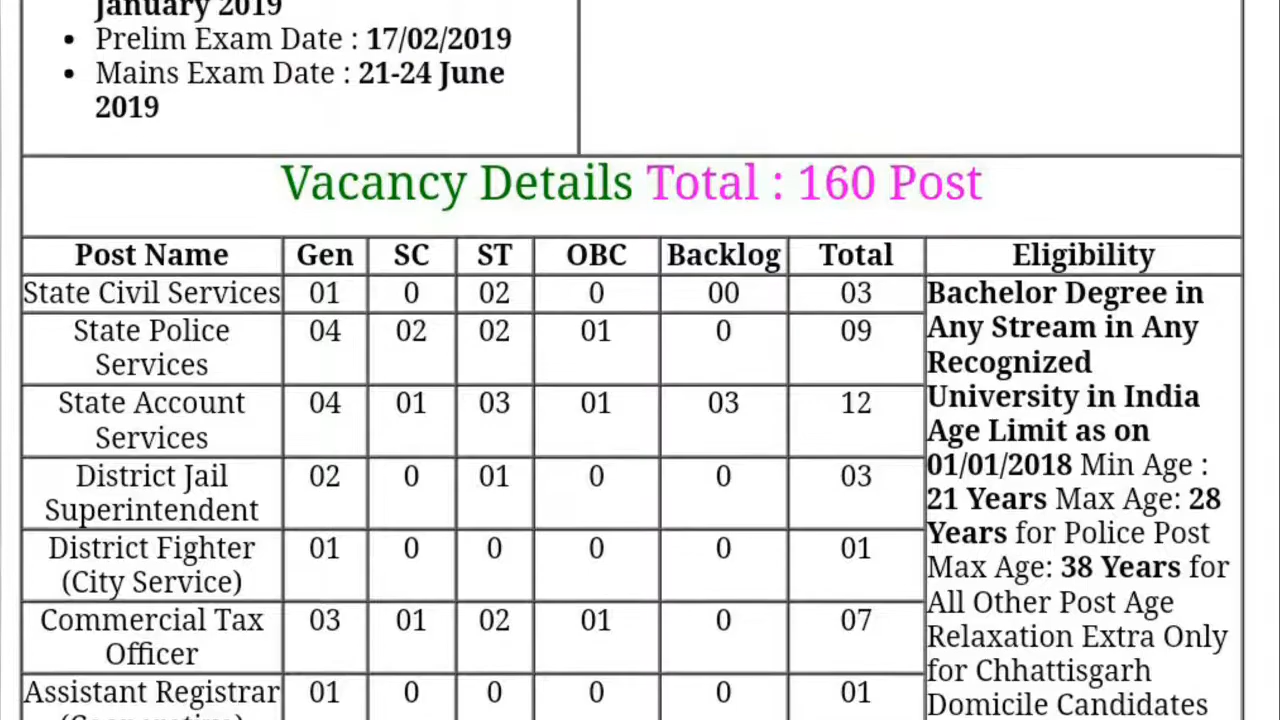 January 2019
• Prelim Exam Date : 17/02/2019
• Mains Exam Date : 21-24 June
2019
Vacancy Details Total : 160 Post
Post Name Gen SC ST OBC Backlog Total Eligibility
State Civil Services 01 0 02 0 00 03
State Police
Services 04 02 02 01 0 09
State Account
Services 04 01 03 01 03 12
District Jail
Superintendent 02 0 01 0 0 03
District Fighter
(City Service) 01 0 0 0 0 01
Commercial Tax
Officer 03 01 02 01 0 07
Assistant Registrar 01 0 0 0 0 01
Bachelor Degree in
Any Stream in Any
Recognized
University in India
Age Limit as on
01/01/2018 Min Age :
21 Years Max Age: 28
Years for Police Post
Max Age: 38 Years for
All Other Post Age
Relaxation Extra Only
for Chhattisgarh
Domicile Candidates